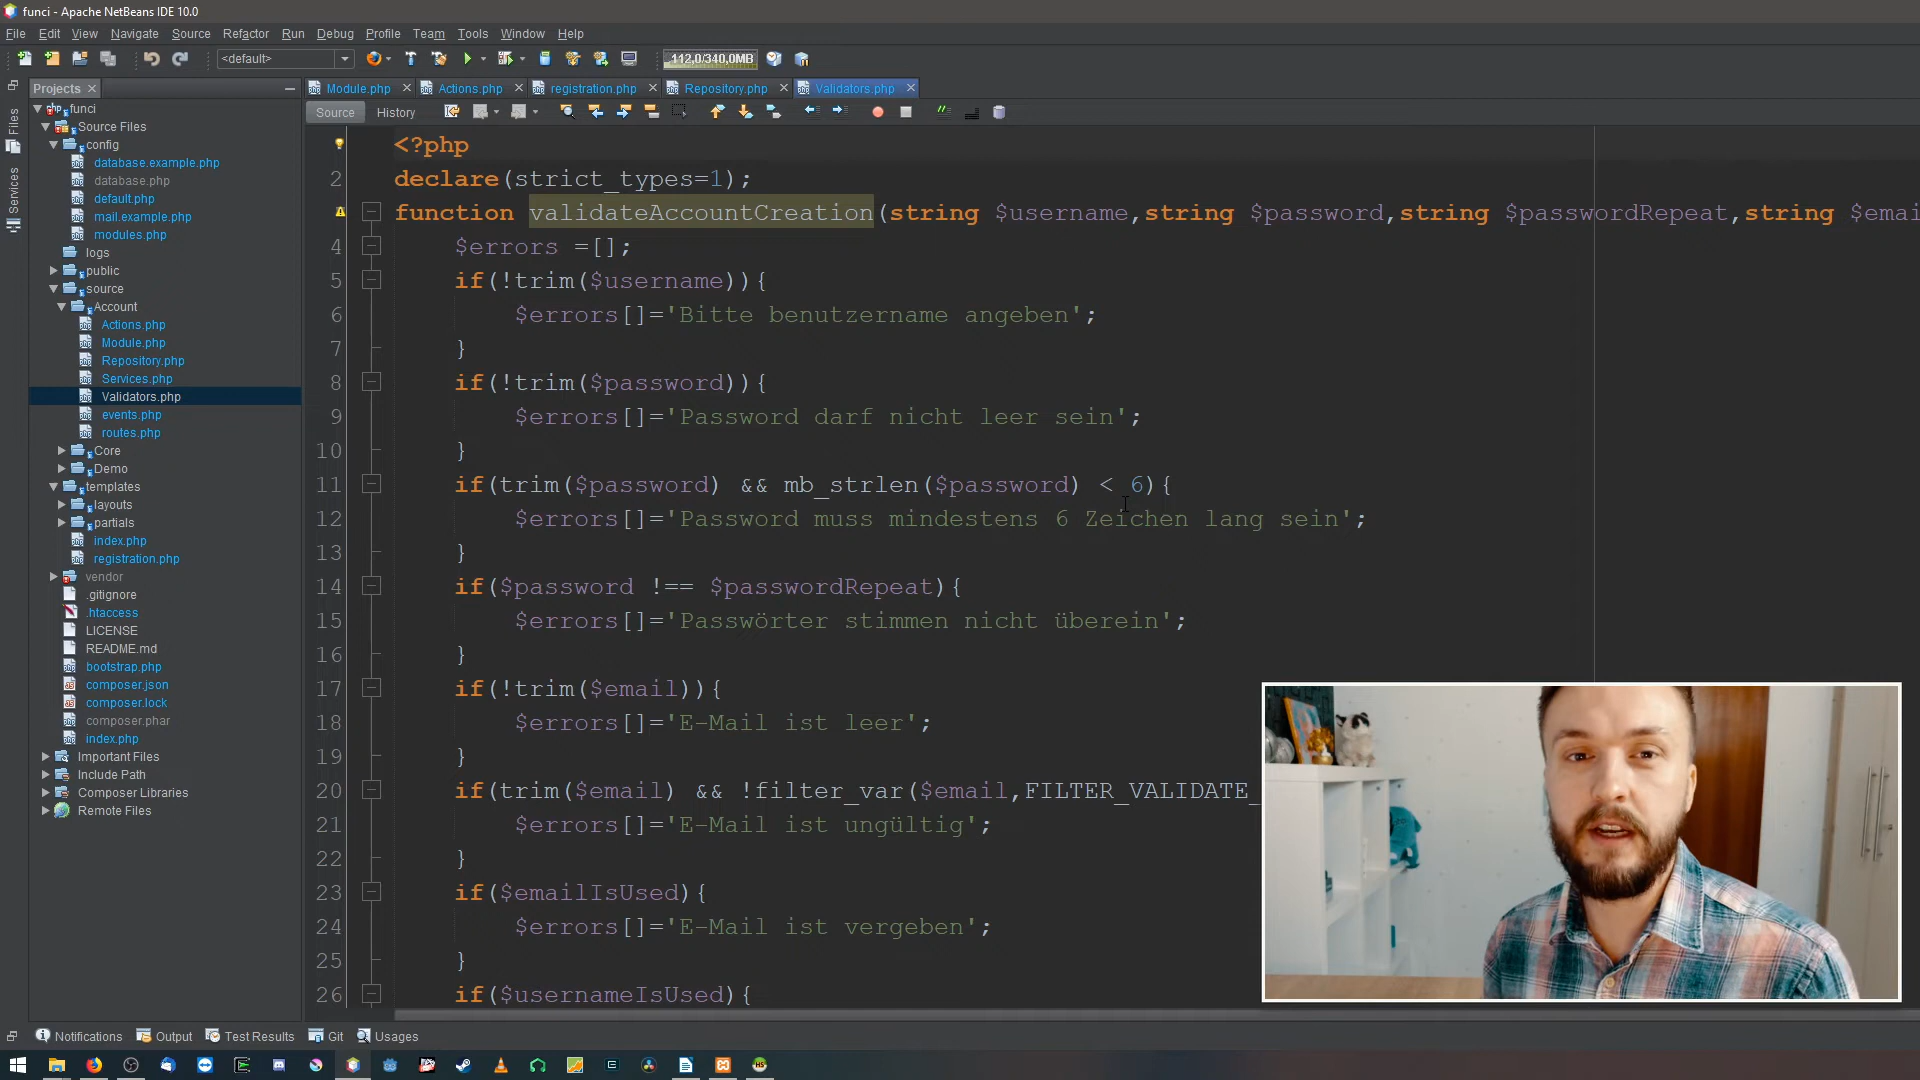 funci - Apache NetBeans IDE 10.0
File Edit View Navigate Source Refactor Run Debug Profile Team Tools Window Help
<default>
112,0/340,0MB
Projects
Module.php
Actions.php
registration.php
Repository.php
Validators.php
Source
History
Files
Services
funci
Source Files
config
database.example.php
database.php
default.php
mail.example.php
modules.php
logs
public
source
Account
Actions.php
Module.php
Repository.php
Services.php
Validators.php
events.php
routes.php
Core
Demo
templates
layouts
partials
index.php
registration.php
vendor
.gitignore
.htaccess
LICENSE
README.md
bootstrap.php
composer.json
composer.lock
composer.phar
index.php
Important Files
Include Path
Composer Libraries
Remote Files
<?php
2 declare(strict_types=1);
function validateAccountCreation(string $username,string $password,string $passwordRepeat,string $emai
4 $errors =[];
5 if(!trim($username)){
6 $errors[]='Bitte benutzername angeben';
7 }
8 if(!trim($password)){
9 $errors[]='Password darf nicht leer sein';
10 }
11 if(trim($password) && mb_strlen($password) < 6){
12 $errors[]='Password muss mindestens 6 Zeichen lang sein';
13 }
14 if($password !== $passwordRepeat){
15 $errors[]='Passwörter stimmen nicht überein';
16 }
17 if(!trim($email)){
18 $errors[]='E-Mail ist leer';
19 }
20 if(trim($email) && !filter_var($email,FILTER_VALIDATE_
21 $errors[]='E-Mail ist ungültig';
22 }
23 if($emailIsUsed){
24 $errors[]='E-Mail ist vergeben';
25 }
26 if($usernameIsUsed){
Notifications
Output
Test Results
Git
Usages